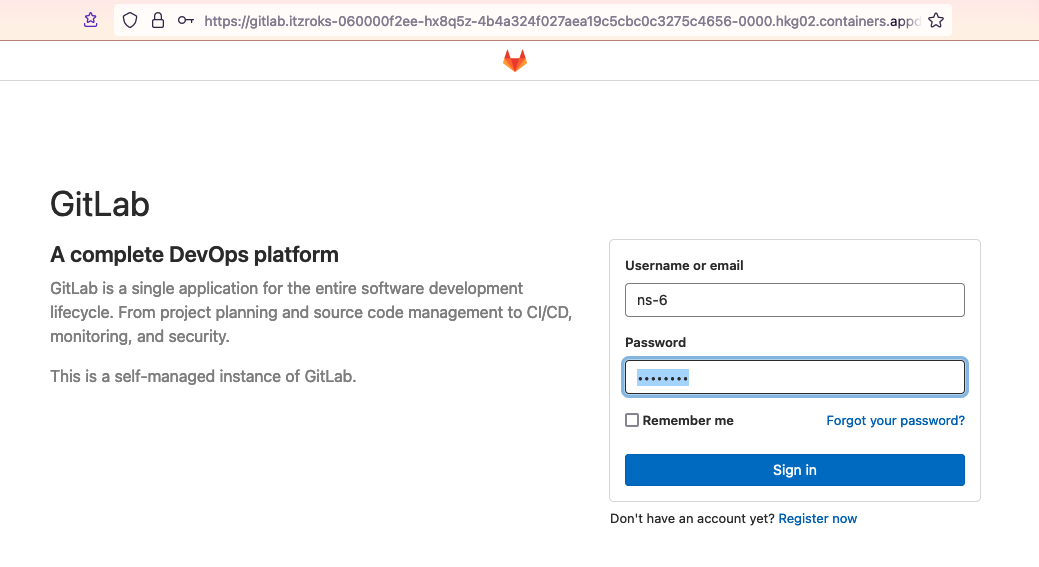 https://gitlab.itzroks-060000f2ee-hx8q5z-4b4a324f027aea19c5cbc0c3275c4656-0000.hkg02.containers.appd
GitLab
A complete DevOps platform
GitLab is a single application for the entire software development
lifecycle. From project planning and source code management to CI/CD,
monitoring, and security.
This is a self-managed instance of GitLab.
Username or email
ns-6
Password
••••••••
Remember me
Forgot your password?
Sign in
Don't have an account yet? Register now